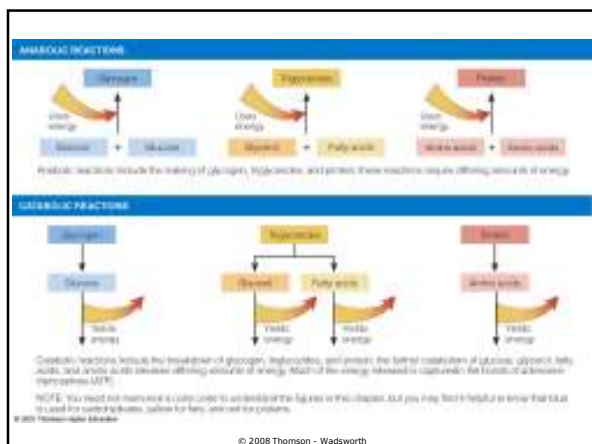 ANABOLIC REACTIONS
Glycogen Triglycerides Protein
Uses energy Uses energy Uses energy
Glucose + Glucose Glycerol + Fatty acids Amino acids + Amino acids
Anabolic reactions include the making of glycogen, triglycerides, and protein; these reactions require differing amounts of energy.
CATABOLIC REACTIONS
Glycogen Triglycerides Protein
Glucose Glycerol Fatty acids Amino acids
Yields energy Yields energy Yields energy Yields energy
Catabolic reactions include the breakdown of glycogen, triglycerides, and protein; the further catabolism of glucose, glycerol, fatty
acids, and amino acids releases differing amounts of energy. Much of the energy released is captured in the bonds of adenosine
triphosphate (ATP).
NOTE: You need not memorize a color code to understand the figures in this chapter, but you may find it helpful to know that blue
is used for carbohydrates, yellow for fats, and red for proteins.
© 2007 Thomson Higher Education
© 2008 Thomson - Wadsworth